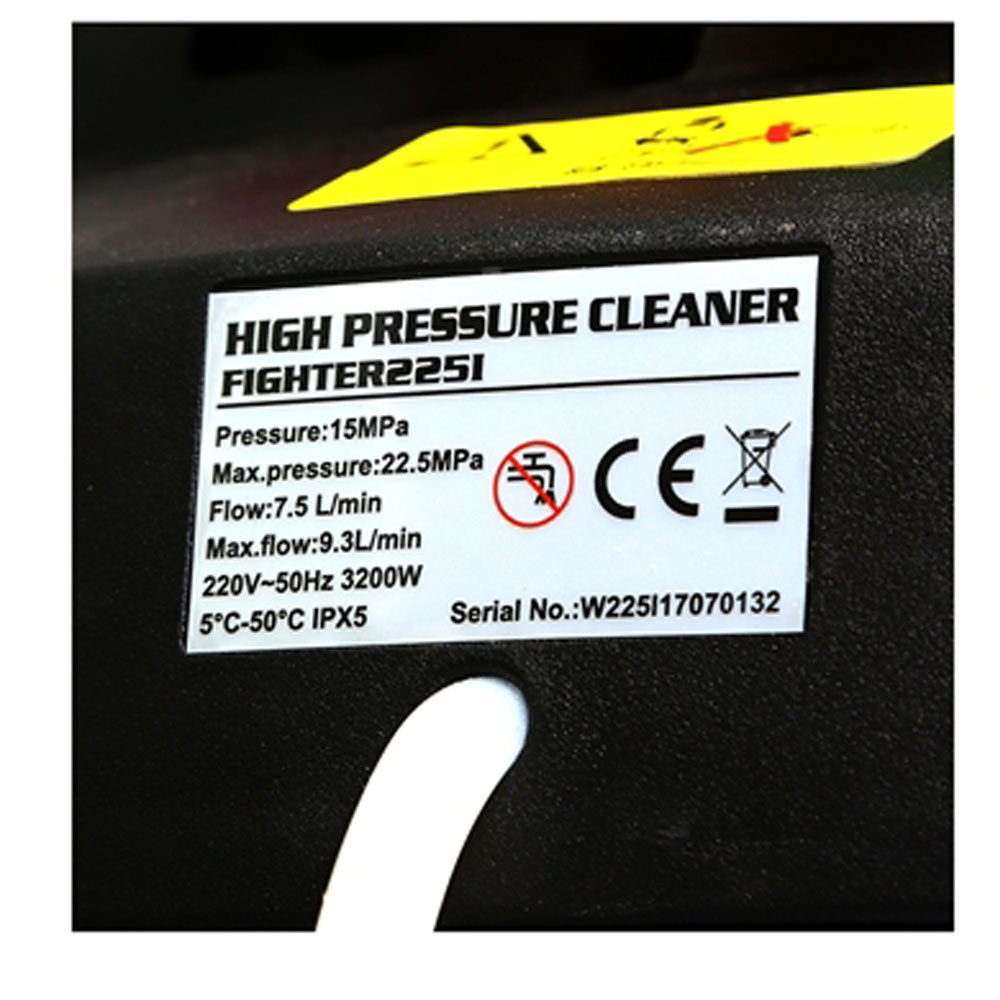 HIGH PRESSURE CLEANER
FIGHTER225I
Pressure:15MPa
Max.pressure:22.5MPa
Flow:7.5 L/min
Max.flow:9.3L/min
220V~50Hz 3200W
5°C-50°C IPX5
CE
Serial No.:W225I17070132